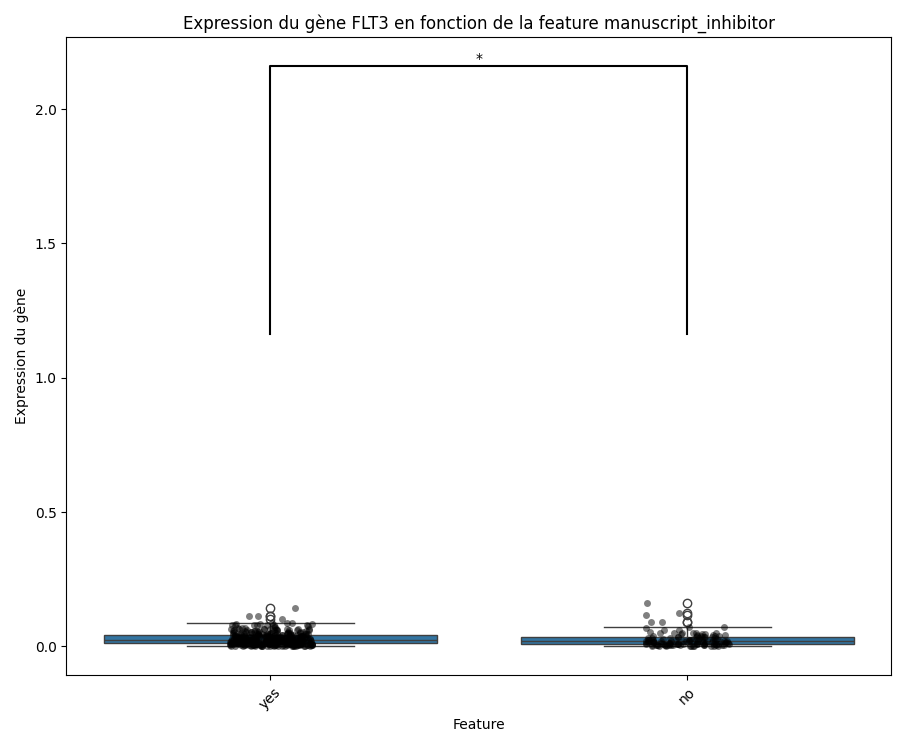 Expression du gène FLT3 en fonction de la feature manuscript_inhibitor
*
2.0
1.5
1.0
0.5
0.0
Expression du gène
yes
no
Feature